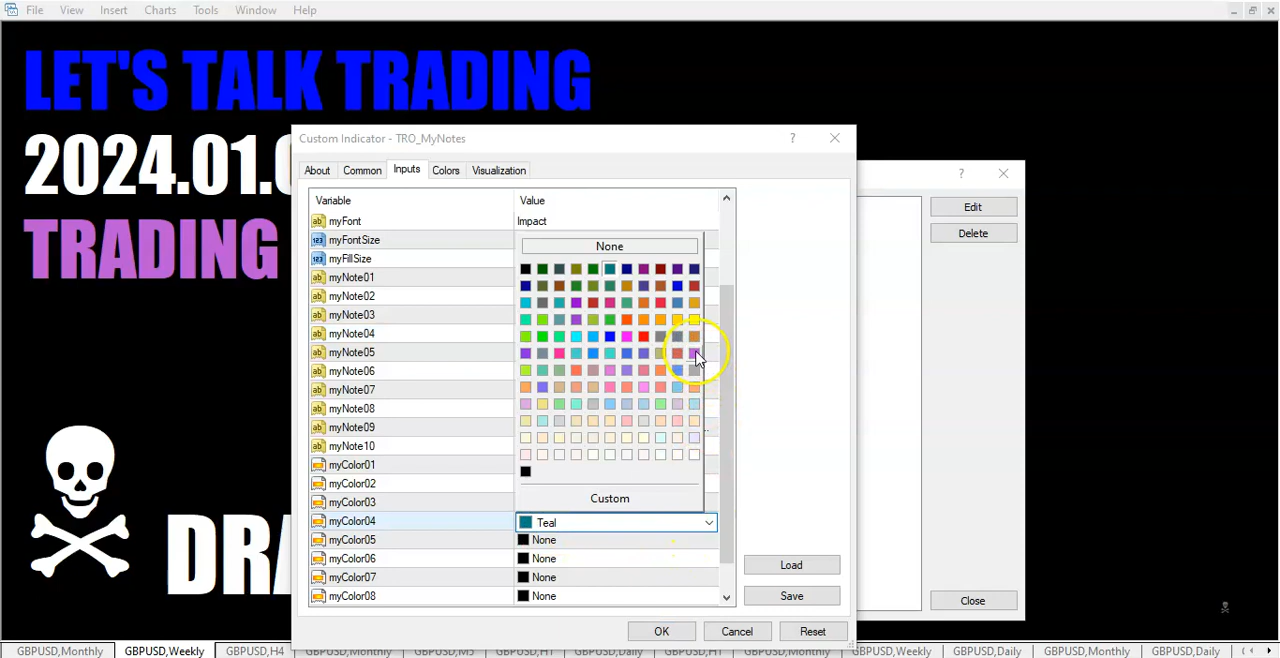 File View Insert Charts Tools Window Help
LET'S TALK TRADING
2024.01.
TRADING
DRA
Custom Indicator - TRO_MyNotes
About Common Inputs Colors Visualization
Variable Value
myFont Impact
myFontSize
myFillSize
myNote01
myNote02
myNote03
myNote04
myNote05
myNote06
myNote07
myNote08
myNote09
myNote10
myColor01
myColor02
myColor03
myColor04 Teal
myColor05 None
myColor06 None
myColor07 None
myColor08 None
None
Custom
Load
Save
OK Cancel Reset
Edit
Delete
Close
GBPUSD,Monthly GBPUSD,Weekly GBPUSD,H4 GBPUSD,Monthly GBPUSD,M5 GBPUSD,H1 GBPUSD,Daily GBPUSD,H1 GBPUSD,Monthly GBPUSD,Weekly GBPUSD,Daily GBPUSD,Monthly GBPUSD,Daily